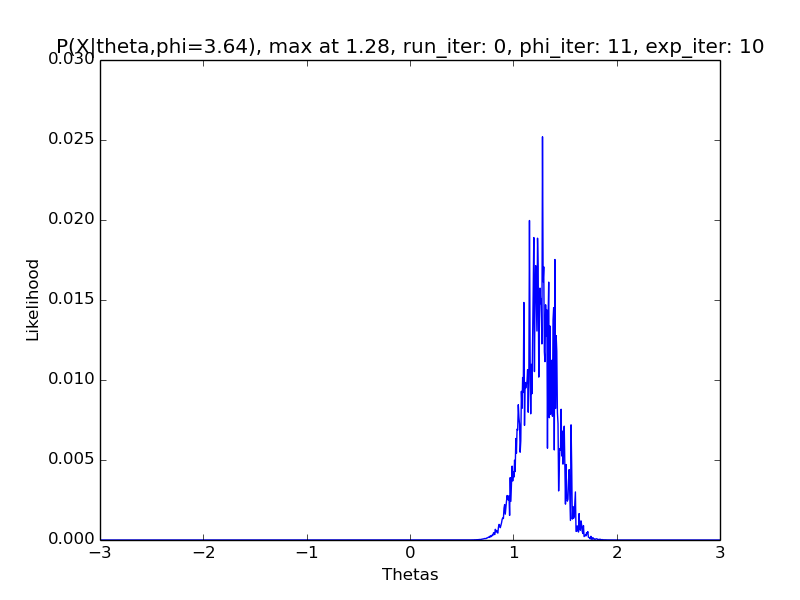 P(X|theta,phi=3.64), max at 1.28, run_iter: 0, phi_iter: 11, exp_iter: 10
0.030
0.025
0.020
0.015
0.010
0.005
0.000
Likelihood
−3 −2 −1 0 1 2 3
Thetas